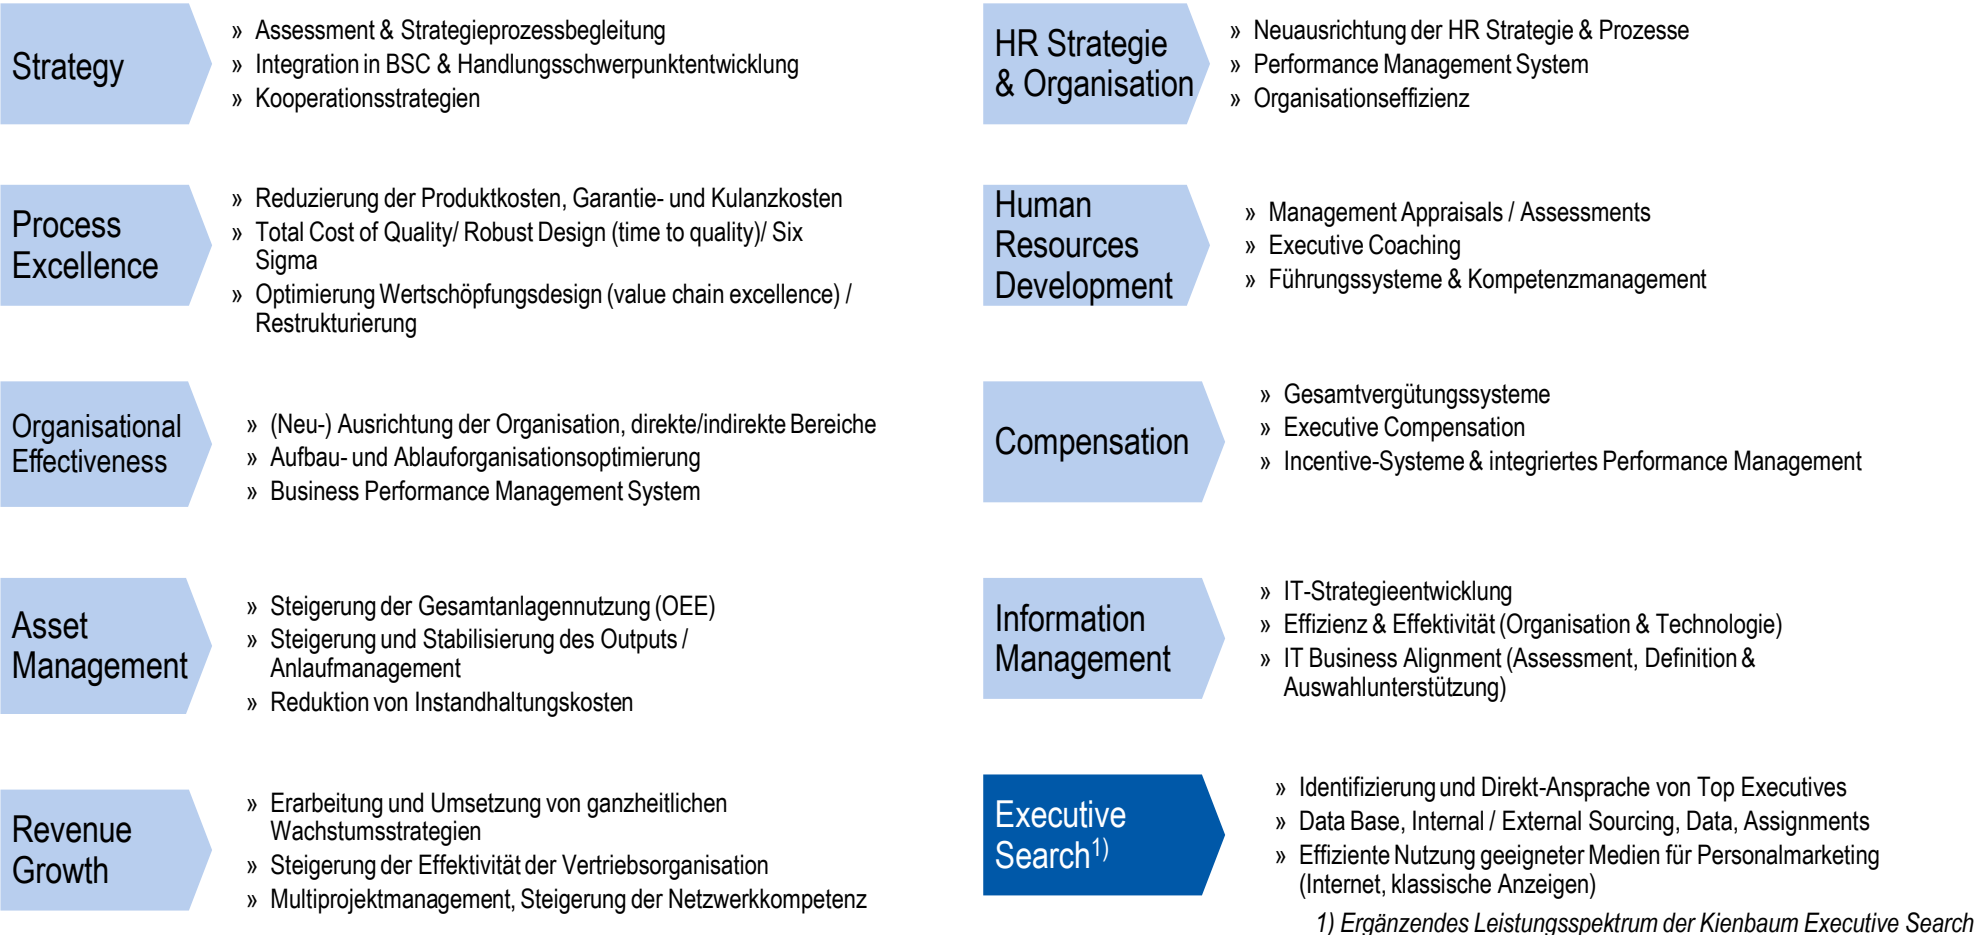 Strategy
» Assessment & Strategieprozessbegleitung
» Integration in BSC & Handlungsschwerpunktentwicklung
» Kooperationsstrategien
Process
Excellence
» Reduzierung der Produktkosten, Garantie- und Kulanzkosten
» Total Cost of Quality/ Robust Design (time to quality)/ Six
Sigma
» Optimierung Wertschöpfungsdesign (value chain excellence) /
Restrukturierung
Organisational
Effectiveness
» (Neu-) Ausrichtung der Organisation, direkte/indirekte Bereiche
» Aufbau- und Ablauforganisationsoptimierung
» Business Performance Management System
Asset
Management
» Steigerung der Gesamtanlagennutzung (OEE)
» Steigerung und Stabilisierung des Outputs /
Anlaufmanagement
» Reduktion von Instandhaltungskosten
Revenue
Growth
» Erarbeitung und Umsetzung von ganzheitlichen
Wachstumsstrategien
» Steigerung der Effektivität der Vertriebsorganisation
» Multiprojektmanagement, Steigerung der Netzwerkkompetenz
HR Strategie
& Organisation
» Neuausrichtung der HR Strategie & Prozesse
» Performance Management System
» Organisationseffizienz
Human
Resources
Development
» Management Appraisals / Assessments
» Executive Coaching
» Führungssysteme & Kompetenzmanagement
Compensation
» Gesamtvergütungssysteme
» Executive Compensation
» Incentive-Systeme & integriertes Performance Management
Information
Management
» IT-Strategieentwicklung
» Effizienz & Effektivität (Organisation & Technologie)
» IT Business Alignment (Assessment, Definition &
Auswahlunterstützung)
Executive
Search1)
» Identifizierung und Direkt-Ansprache von Top Executives
» Data Base, Internal / External Sourcing, Data, Assignments
» Effiziente Nutzung geeigneter Medien für Personalmarketing
(Internet, klassische Anzeigen)
1) Ergänzendes Leistungsspektrum der Kienbaum Executive Search